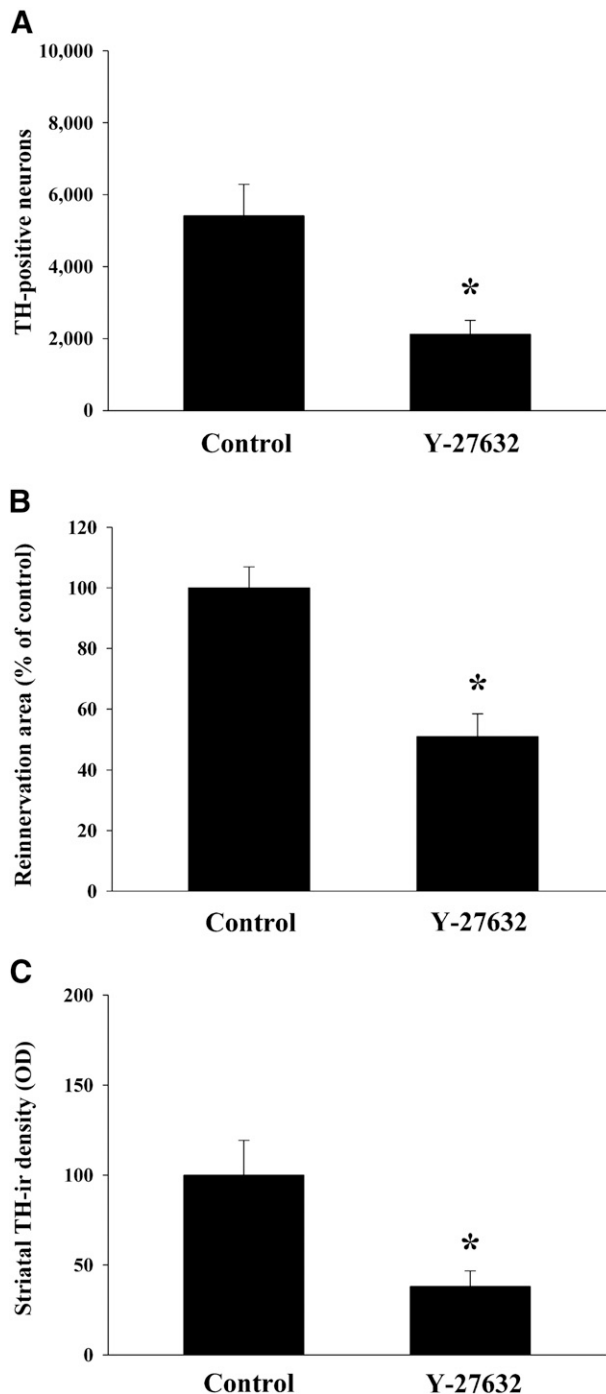 A
TH-positive neurons
10,000
8,000
6,000
4,000
2,000
0
*
Control Y-27632
B
Reinnervation area (% of control)
120
100
80
60
40
20
0
*
Control Y-27632
C
Striatal TH-ir density (OD)
200
150
100
50
0
*
Control Y-27632